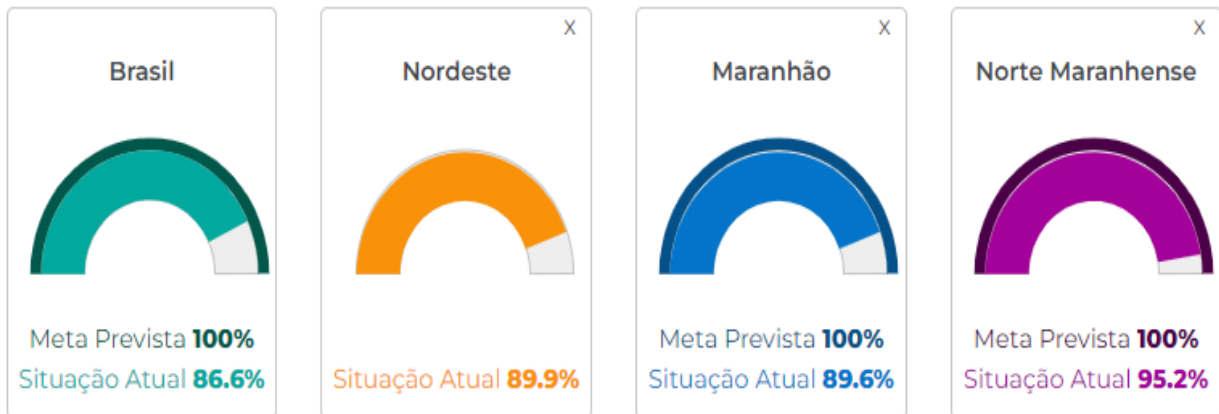 Brasil
Meta Prevista 100%
Situação Atual 86.6%
X
Nordeste
Situação Atual 89.9%
X
Maranhão
Meta Prevista 100%
Situação Atual 89.6%
X
Norte Maranhense
Meta Prevista 100%
Situação Atual 95.2%